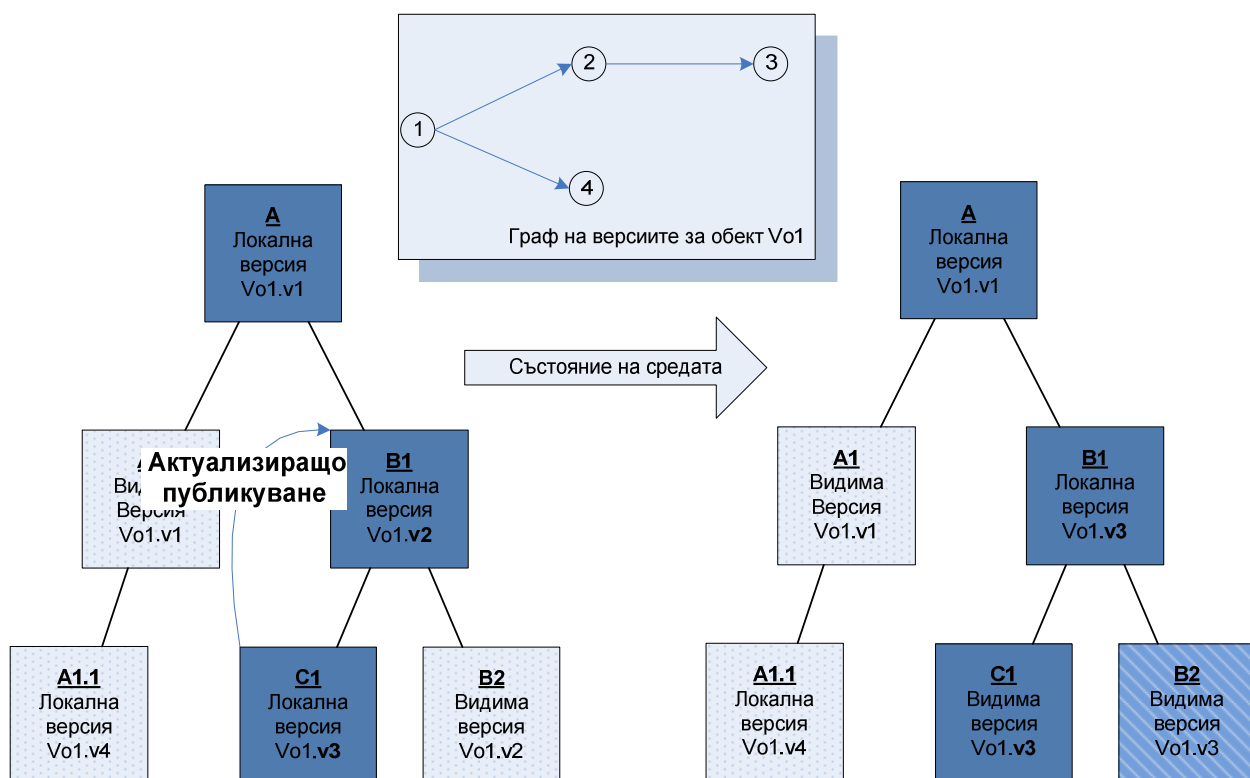 2
3
1
4
Граф на версиите за обект Vo1
A
Локална
версия
Vo1.v1
A
Локална
версия
Vo1.v1
Състояние на средата
Актуализиращо
публикуване
Версия
Vo1.v1
B1
Локална
версия
Vo1.v2
A1
Видима
Версия
Vo1.v1
B1
Локална
версия
Vo1.v3
A1.1
Локална
версия
Vo1.v4
C1
Локална
версия
Vo1.v3
B2
Видима
версия
Vo1.v2
A1.1
Локална
версия
Vo1.v4
C1
Видима
версия
Vo1.v3
B2
Видима
версия
Vo1.v3